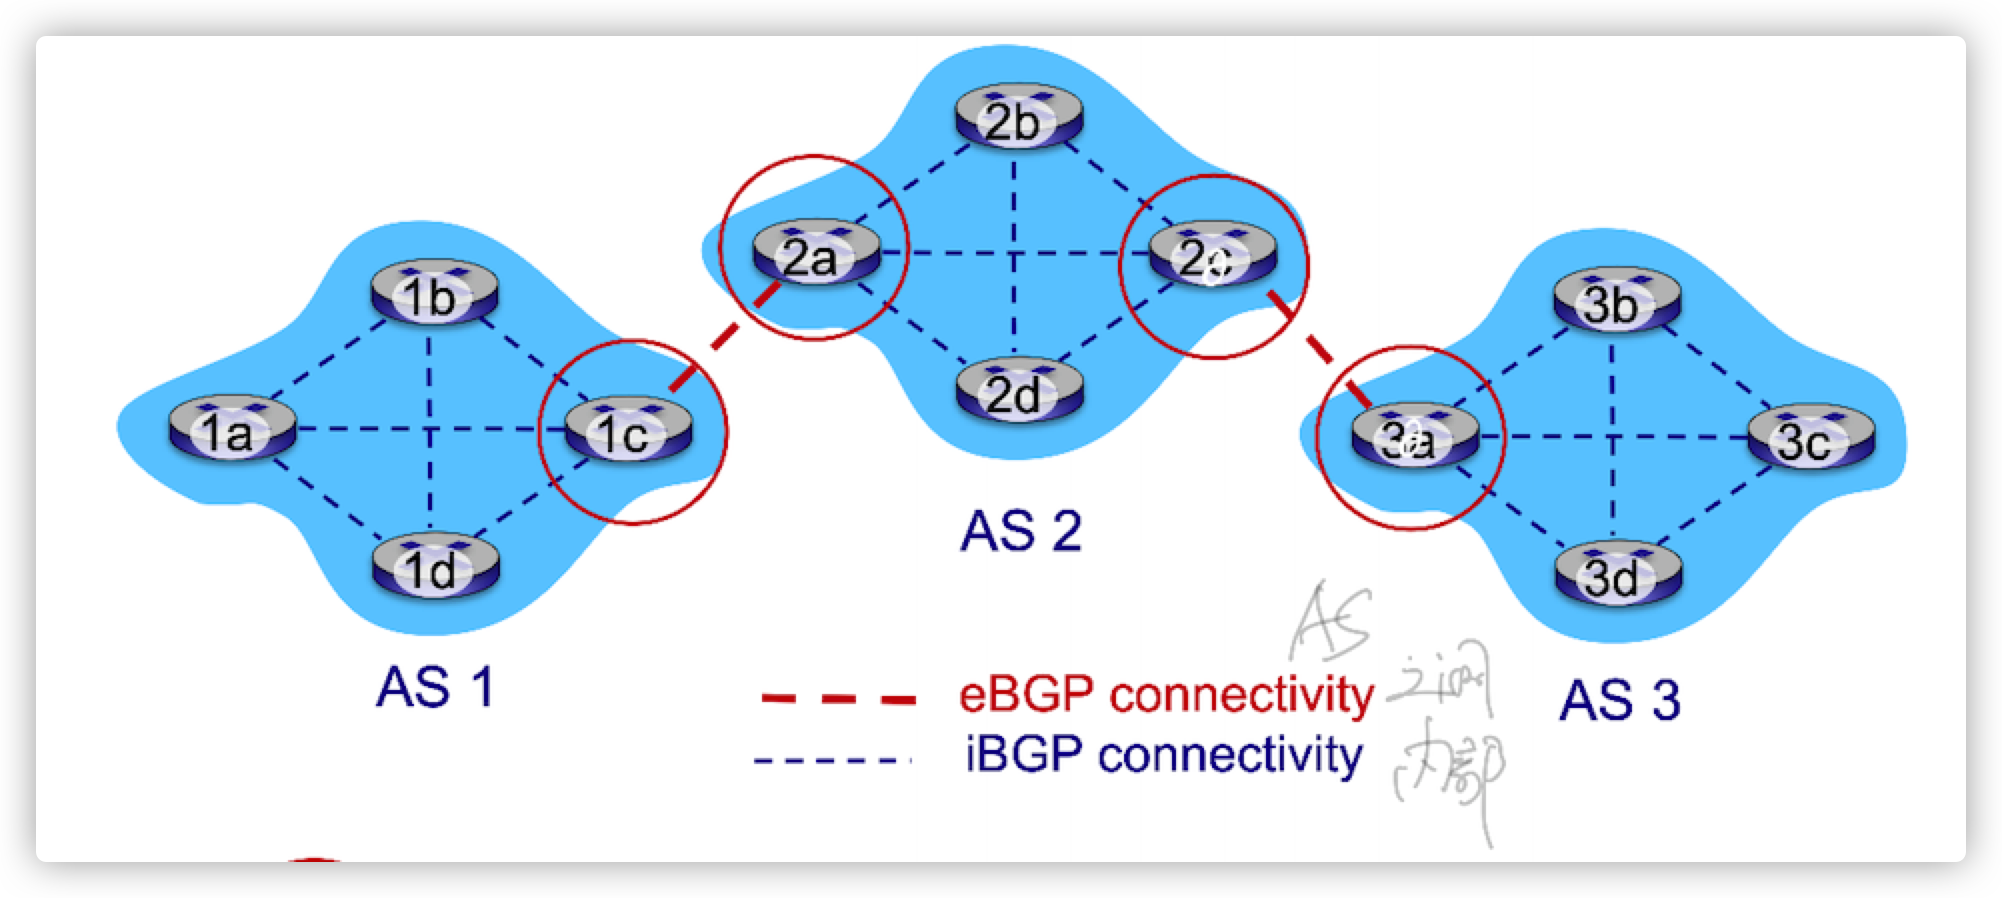 2b
2a
2c
1b
3b
2d
1a
1c
3a
3c
AS 2
1d
3d
AS
eBGP connectivity 之间
AS 1
AS 3
iBGP connectivity 内部